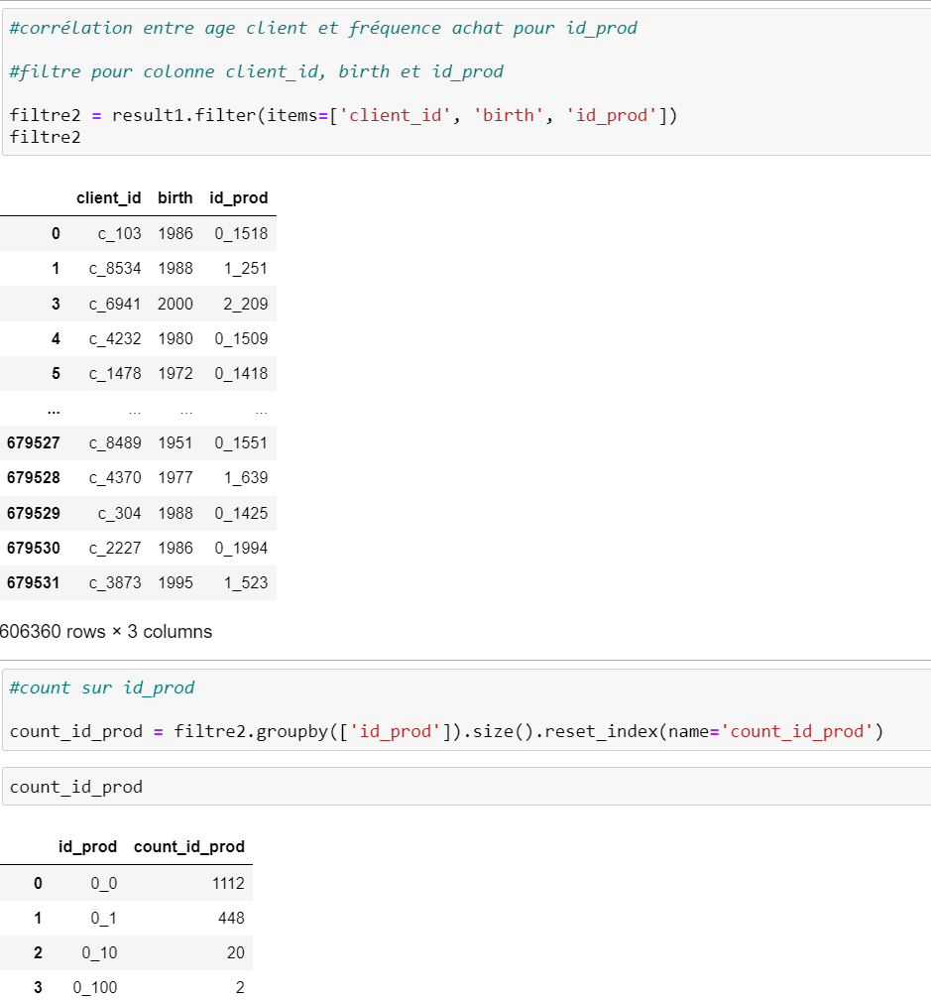 #corrélation entre age client et fréquence achat pour id_prod
#filtre pour colonne client_id, birth et id_prod
filtre2 = result1.filter(items=['client_id', 'birth', 'id_prod'])
filtre2
client_id birth id_prod
0 c_103 1986 0_1518
1 c_8534 1988 1_251
3 c_6941 2000 2_209
4 c_4232 1980 0_1509
5 c_1478 1972 0_1418
... ... ... ...
679527 c_8489 1951 0_1551
679528 c_4370 1977 1_639
679529 c_304 1988 0_1425
679530 c_2227 1986 0_1994
679531 c_3873 1995 1_523
606360 rows × 3 columns
#count sur id_prod
count_id_prod = filtre2.groupby(['id_prod']).size().reset_index(name='count_id_prod')
count_id_prod
id_prod count_id_prod
0 0_0 1112
1 0_1 448
2 0_10 20
3 0_100 2